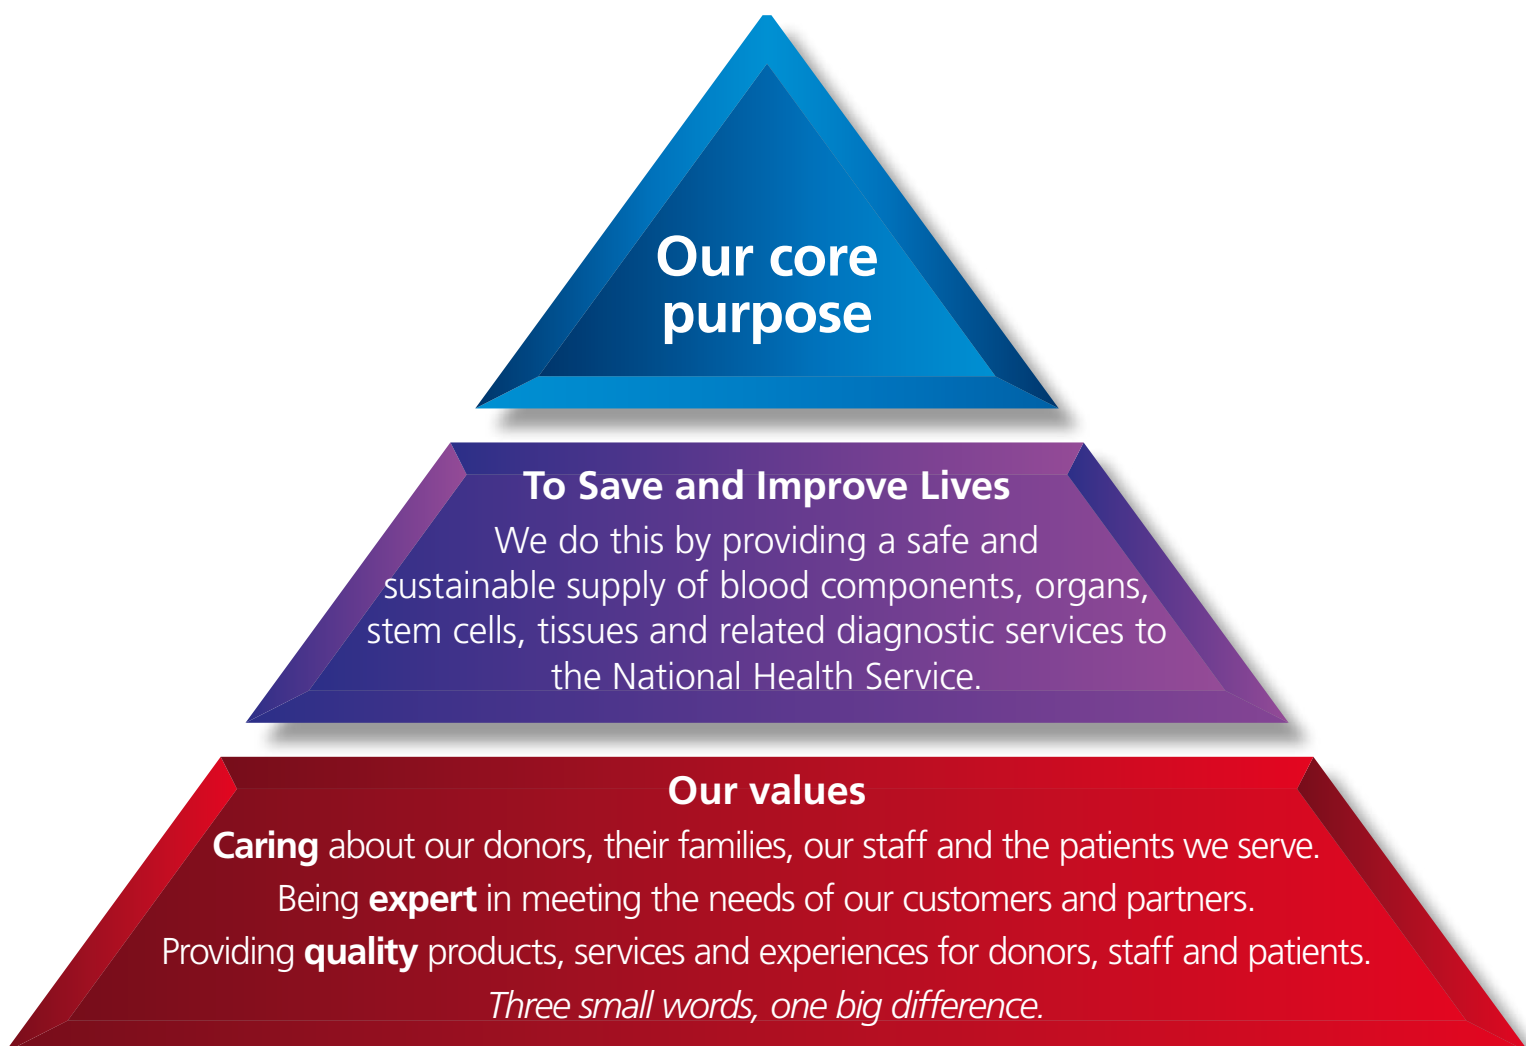 Our core
purpose
To Save and Improve Lives
We do this by providing a safe and
sustainable supply of blood components, organs,
stem cells, tissues and related diagnostic services to
the National Health Service.
Our values
Caring about our donors, their families, our staff and the patients we serve.
Being expert in meeting the needs of our customers and partners.
Providing quality products, services and experiences for donors, staff and patients.
Three small words, one big difference.